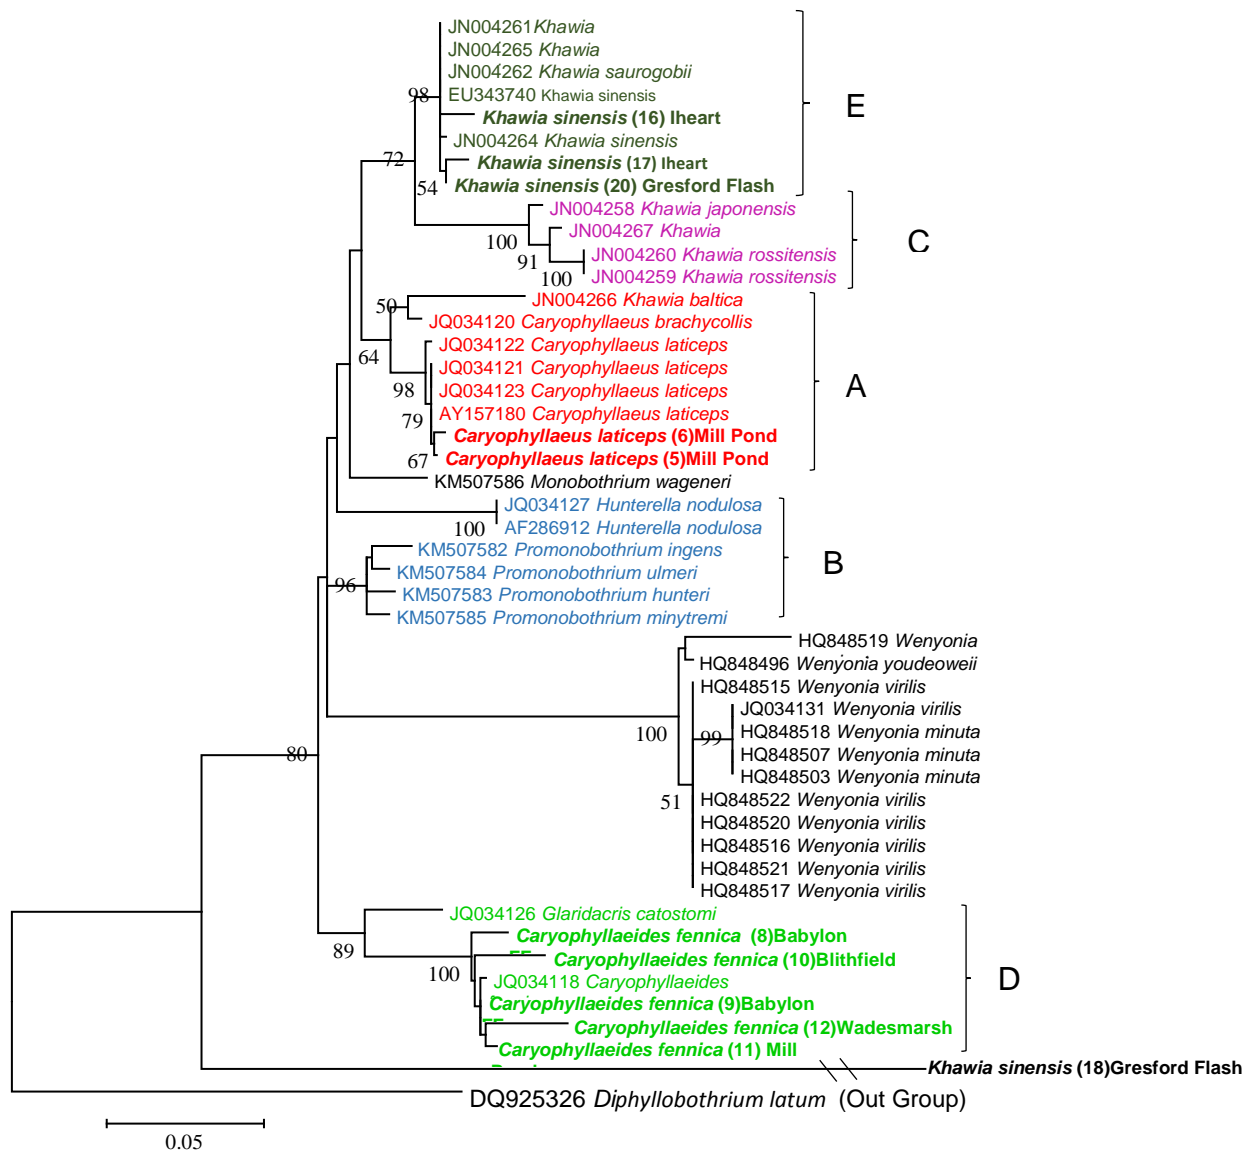 JN004261 Khawia
JN004265 Khawia
JN004262 Khawia saurogobii
98
EU343740 Khawia sinensis
E
Khawia sinensis (16) Iheart
JN004264 Khawia sinensis
72
Khawia sinensis (17) Iheart
54
Khawia sinensis (20) Gresford Flash
JN004258 Khawia japonensis
JN004267 Khawia
100
C
JN004260 Khawia rossitensis
91
JN004259 Khawia rossitensis
100
JN004266 Khawia baltica
50
JQ034120 Caryophyllaeus brachycollis
JQ034122 Caryophyllaeus laticeps
64
JQ034121 Caryophyllaeus laticeps
98
JQ034123 Caryophyllaeus laticeps
A
AY157180 Caryophyllaeus laticeps
79
Caryophyllaeus laticeps (6)Mill Pond
67
Caryophyllaeus laticeps (5)Mill Pond
KM507586 Monobothrium wageneri
JQ034127 Hunterella nodulosa
100
AF286912 Hunterella nodulosa
KM507582 Promonobothrium ingens
B
KM507584 Promonobothrium ulmeri
96
KM507583 Promonobothrium hunteri
KM507585 Promonobothrium minytremi
HQ848519 Wenyonia
HQ848496 Wenyonia youdeoweii
HQ848515 Wenyonia virilis
JQ034131 Wenyonia virilis
100
99
HQ848518 Wenyonia minuta
80
HQ848507 Wenyonia minuta
HQ848503 Wenyonia minuta
51
HQ848522 Wenyonia virilis
HQ848520 Wenyonia virilis
HQ848516 Wenyonia virilis
HQ848521 Wenyonia virilis
HQ848517 Wenyonia virilis
JQ034126 Glaridacris catostomi
Caryophyllaeides fennica (8)Babylon
89
Caryophyllaeides fennica (10)Blithfield
100
JQ034118 Caryophyllaeides
D
Caryophyllaeides fennica (9)Babylon
Caryophyllaeides fennica (12)Wadesmarsh
Caryophyllaeides fennica (11) Mill
Khawia sinensis (18)Gresford Flash
DQ925326 Diphyllobothrium latum (Out Group)
0.05